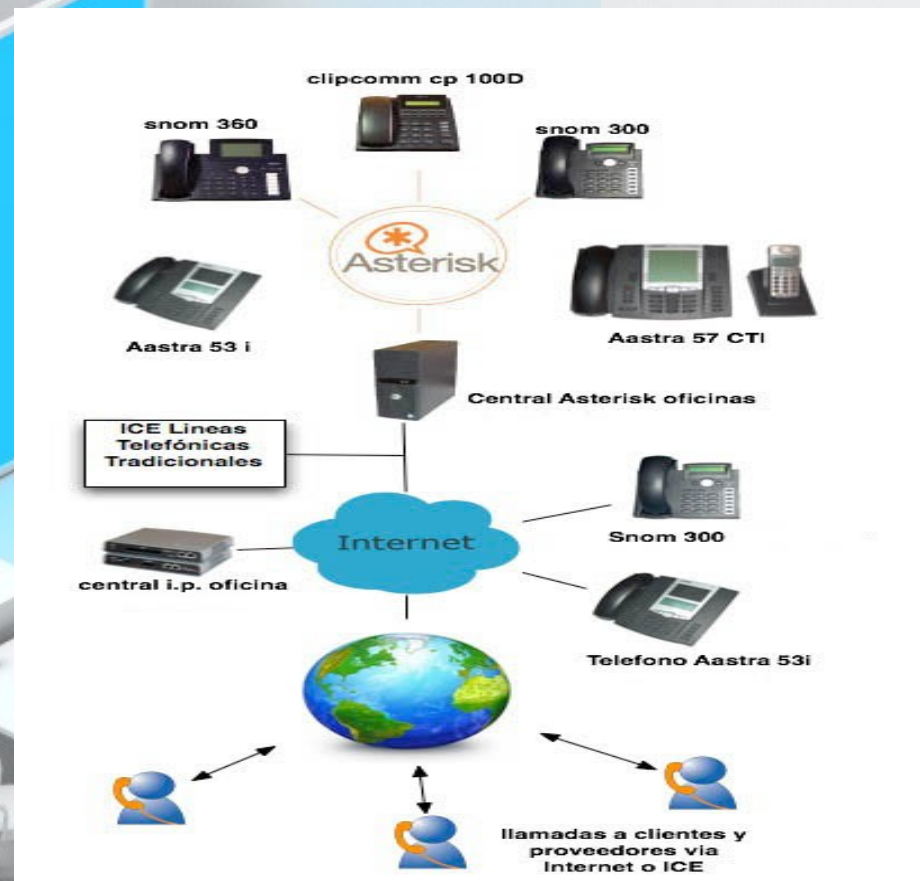 clipcomm cp 100D
snom 360
snom 300
Asterisk
Aastra 53 i
Aastra 57 CTI
Central Asterisk oficinas
ICE Lineas
Telefónicas
Tradicionales
Internet
Snom 300
central i.p. oficina
Telefono Aastra 53i
llamadas a clientes y
proveedores via
Internet o ICE